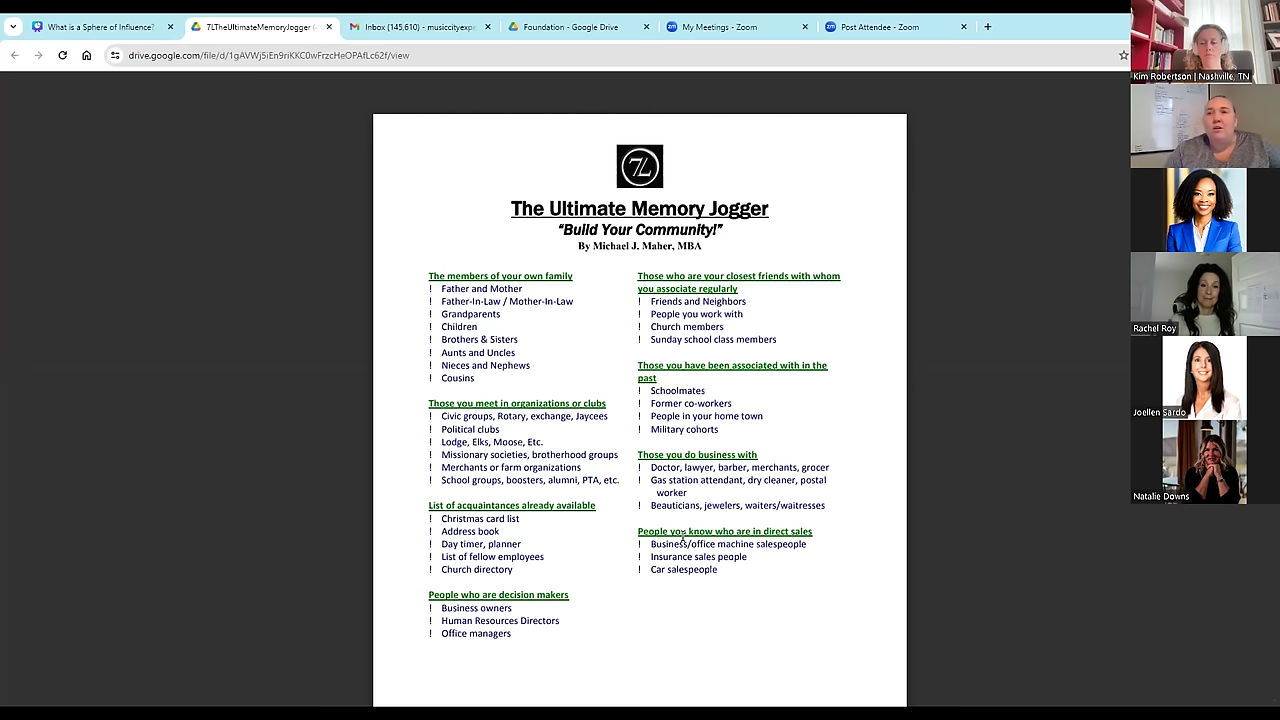 What is a Sphere of Influence?
7LTheUltimateMemoryJogger (
Inbox (145,610) - musiccityexp
Foundation - Google Drive
My Meetings - Zoom
Post Attendee - Zoom
drive.google.com/file/d/1gAVWj5iEn9riKKC0wFrzcHeOPAfLc62f/view
7L
The Ultimate Memory Jogger
“Build Your Community!”
By Michael J. Maher, MBA
The members of your own family
! Father and Mother
! Father-In-Law / Mother-In-Law
! Grandparents
! Children
! Brothers & Sisters
! Aunts and Uncles
! Nieces and Nephews
! Cousins
Those you meet in organizations or clubs
! Civic groups, Rotary, exchange, Jaycees
! Political clubs
! Lodge, Elks, Moose, Etc.
! Missionary societies, brotherhood groups
! Merchants or farm organizations
! School groups, boosters, alumni, PTA, etc.
List of acquaintances already available
! Christmas card list
! Address book
! Day timer, planner
! List of fellow employees
! Church directory
People who are decision makers
! Business owners
! Human Resources Directors
! Office managers
Those who are your closest friends with whom
you associate regularly
! Friends and Neighbors
! People you work with
! Church members
! Sunday school class members
Those you have been associated with in the
past
! Schoolmates
! Former co-workers
! People in your home town
! Military cohorts
Those you do business with
! Doctor, lawyer, barber, merchants, grocer
! Gas station attendant, dry cleaner, postal
worker
! Beauticians, jewelers, waiters/waitresses
People you know who are in direct sales
! Business/office machine salespeople
! Insurance sales people
! Car salespeople
Kim Robertson | Nashville, TN
Rachel Roy
Joellen Sardo
Natalie Downs